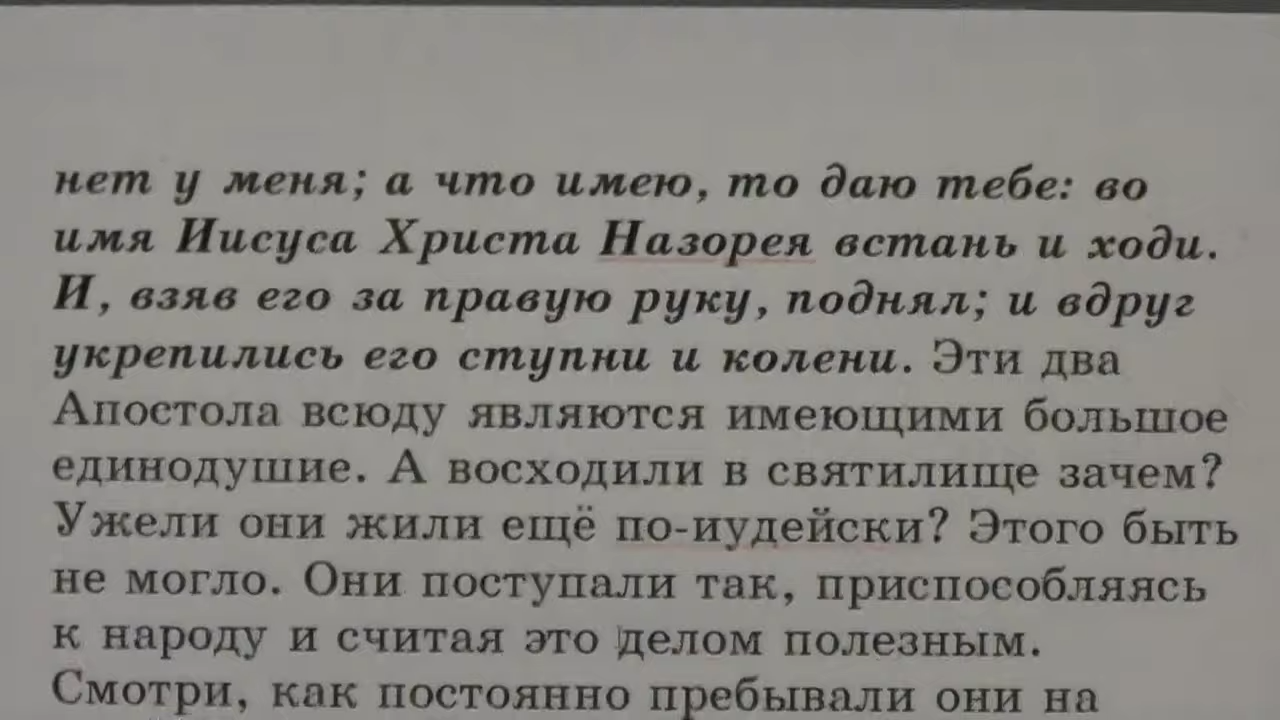 нет у меня; а что имею, то даю тебе: во
имя Иисуса Христа Назорея встань и ходи.
И, взяв его за правую руку, поднял; и вдруг
укрепились его ступни и колени. Эти два
Апостола всюду являются имеющими большое
единодушие. А восходили в святилище зачем?
Ужели они жили ещё по-иудейски? Этого быть
не могло. Они поступали так, приспособляясь
к народу и считая это делом полезным.
Смотри, как постоянно пребывали они на